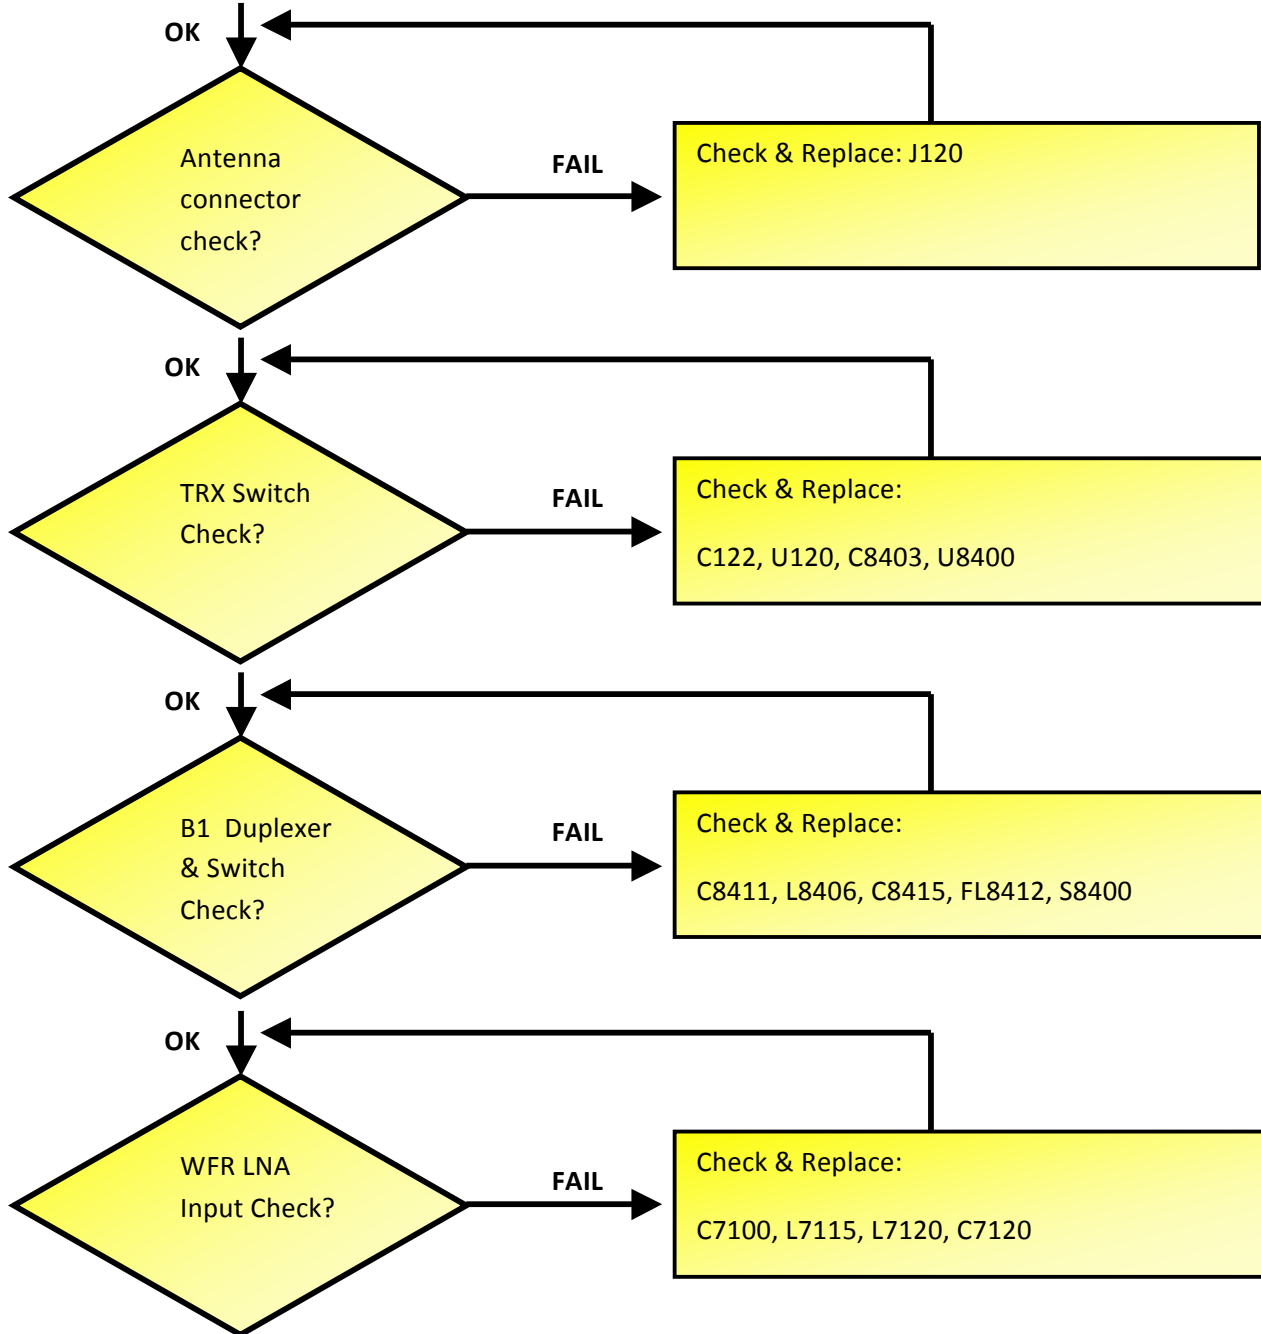 OK
Antenna
connector
check?
FAIL
Check & Replace: J120
OK
TRX Switch
Check?
FAIL
Check & Replace:
C122, U120, C8403, U8400
OK
B1  Duplexer
& Switch
Check?
FAIL
Check & Replace:
C8411, L8406, C8415, FL8412, S8400
OK
WFR LNA
Input Check?
FAIL
Check & Replace:
C7100, L7115, L7120, C7120